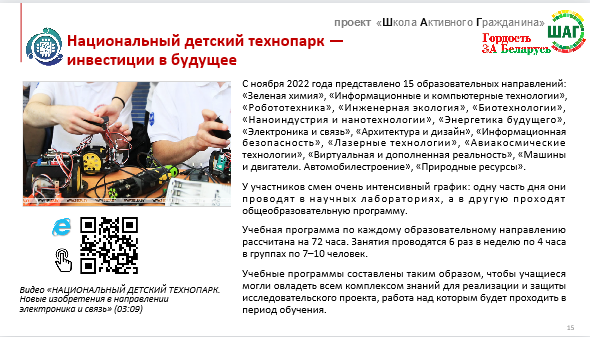 проект «Школа Активного Гражданина»
Гордость
ЗА Беларусь
ШАГ
Национальный детский технопарк —
инвестиции в будущее
С ноября 2022 года представлено 15 образовательных направлений:
«Зеленая химия», «Информационные и компьютерные технологии»,
«Робототехника», «Инженерная экология», «Биотехнологии»,
«Наноиндустрия и нанотехнологии», «Энергетика будущего»,
«Электроника и связь», «Архитектура и дизайн», «Информационная
безопасность», «Лазерные технологии», «Авиакосмические
технологии», «Виртуальная и дополненная реальность», «Машины
и двигатели. Автомобилестроение», «Природные ресурсы».
У участников смен очень интенсивный график: одну часть дня они
проводят в научных лабораториях, а в другую проходят
общеобразовательную программу.
Учебная программа по каждому образовательному направлению
рассчитана на 72 часа. Занятия проводятся 6 раз в неделю по 4 часа
в группах по 7–10 человек.
Учебные программы составлены таким образом, чтобы учащиеся
могли овладеть всем комплексом знаний для реализации и защиты
исследовательского проекта, работа над которым будет проходить в
период обучения.
Видео «НАЦИОНАЛЬНЫЙ ДЕТСКИЙ ТЕХНОПАРК.
Новые изобретения в направлении
электроника и связь» (03:09)
15